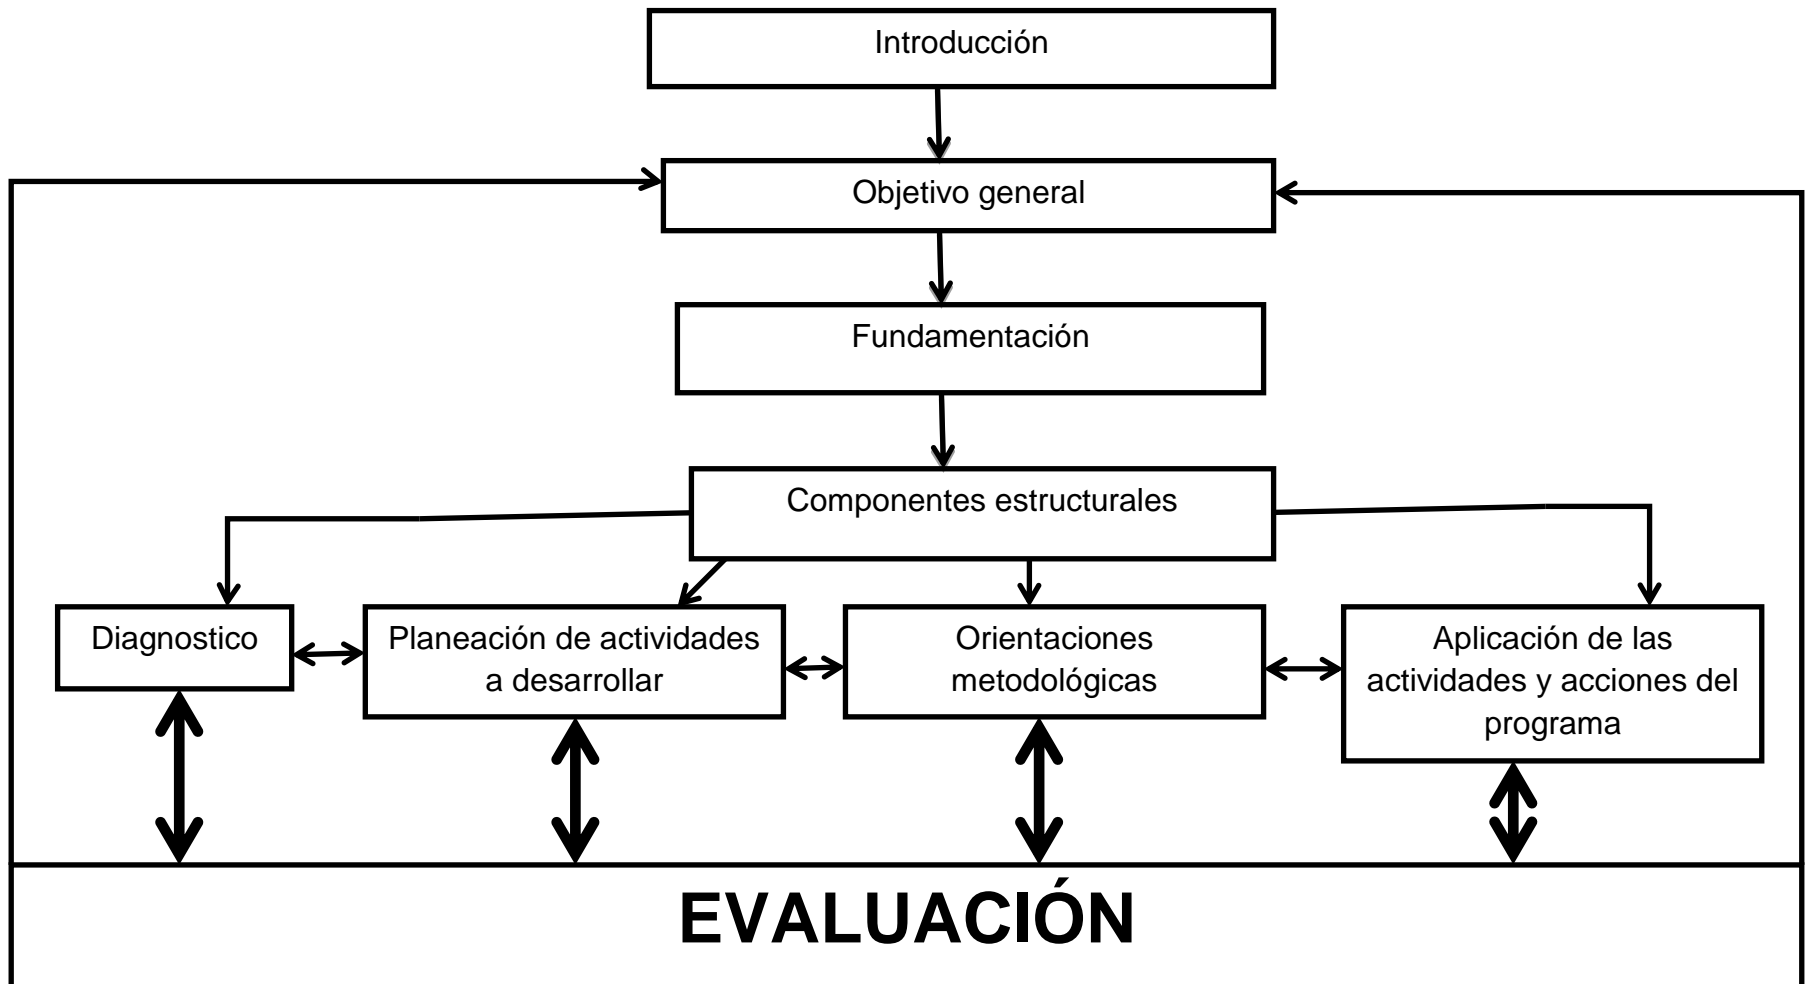 Introducción
Objetivo general
Fundamentación
Componentes estructurales
Diagnostico
Planeación de actividades
a desarrollar
Orientaciones
metodológicas
Aplicación de las
actividades y acciones del
programa
EVALUACIÓN